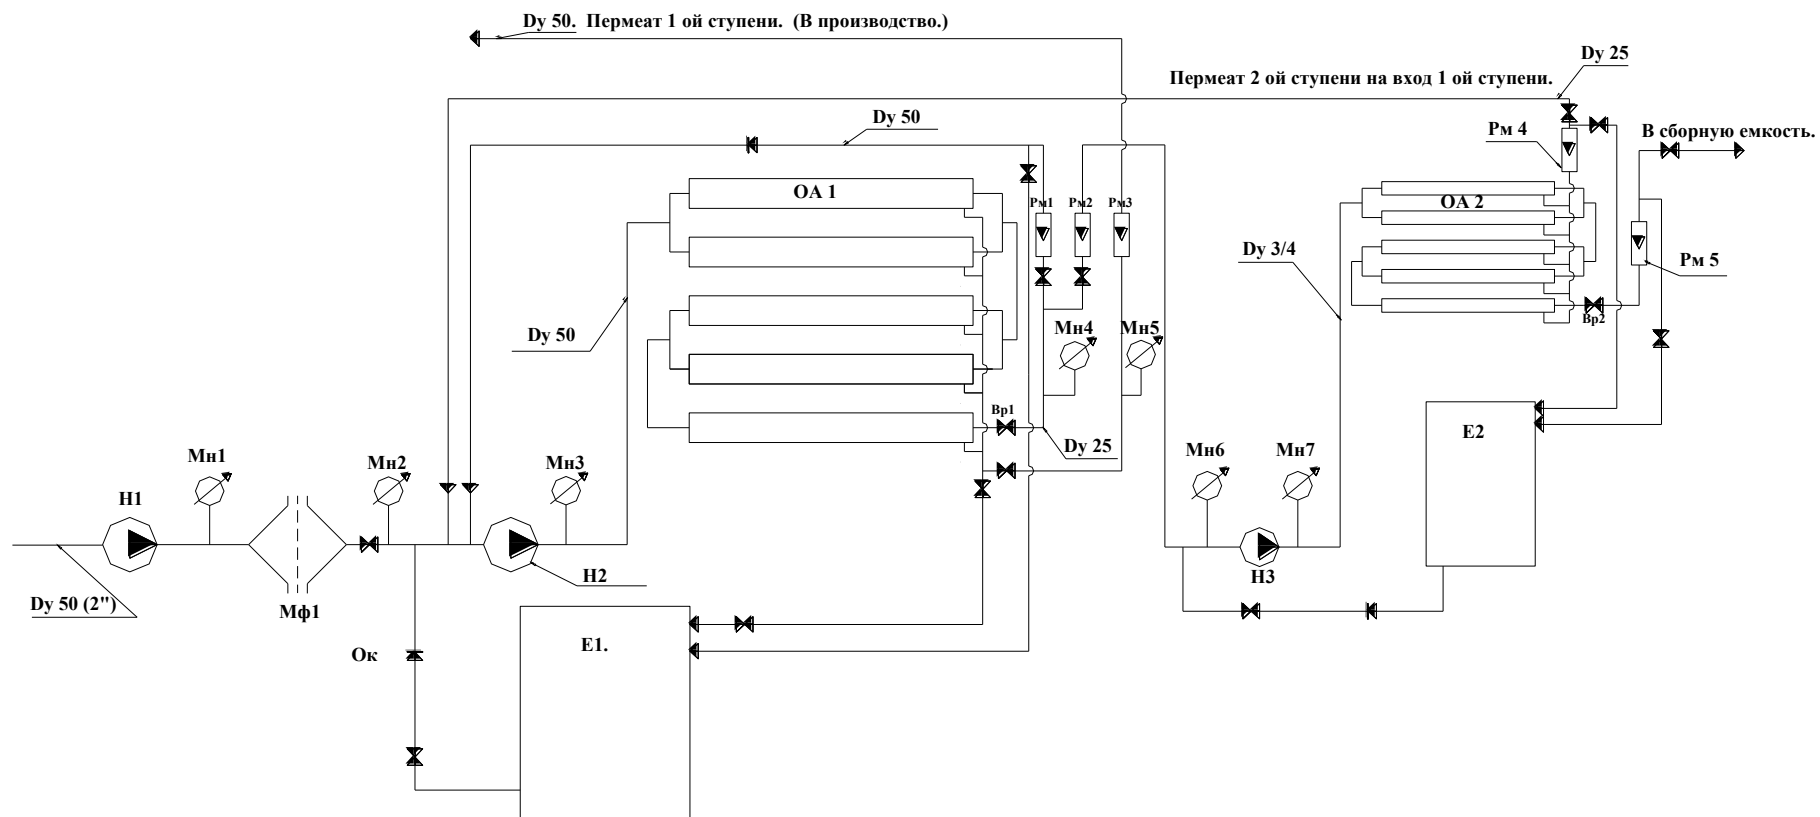 Dy 50.  Пермеат 1 ой ступени.  (В производство.)
Dy 25
Пермеат 2 ой ступени на вход 1 ой ступени.
Dy 50
Рм 4
В сборную емкость.
ОА 1
Рм1
Рм2
Рм3
ОА 2
Dy 3/4
Рм 5
Dy 50
Мн4
Мн5
Вр2
Вр1
Е2
Dy 25
Мн1
Мн2
Мн3
Мн6
Мн7
Н1
Н2
Н3
Dy 50 (2")
Мф1
Ок
Е1.